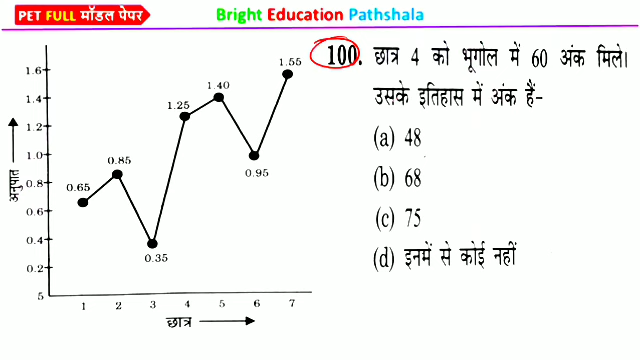 PET FULL मॉडल पेपर
Bright Education Pathshala
100. छात्र 4 को भूगोल में 60 अंक मिले।
उसके इतिहास में अंक हैं-
(a) 48
(b) 68
(c) 75
(d) इनमें से कोई नहीं
अनुपात
1.6
1.4
1.2
1.0
0.8
0.6
0.4
0.2
5
0.65
0.85
0.35
1.25
1.40
0.95
1.55
1 2 3 4 5 6 7
छात्र